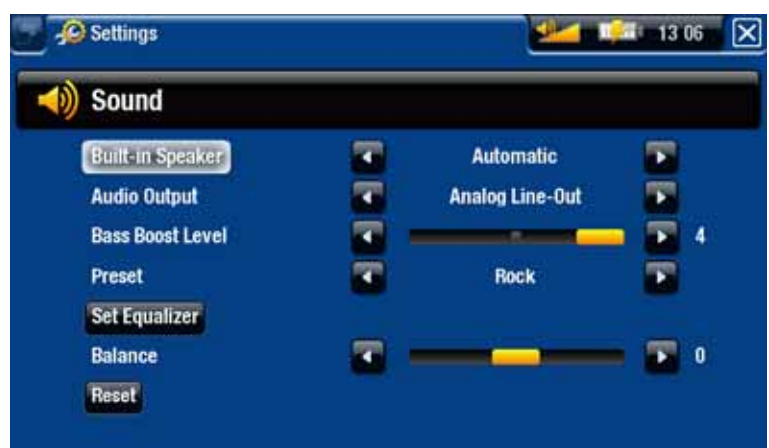 Settings 13 06
Sound
Built-in Speaker Automatic
Audio Output Analog Line-Out
Bass Boost Level 4
Preset Rock
Set Equalizer
Balance 0
Reset